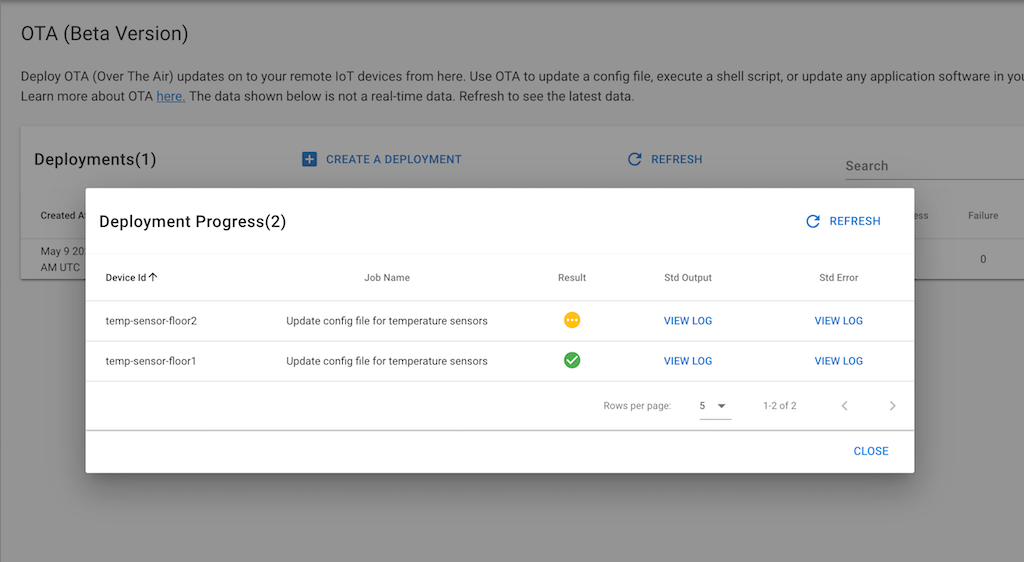 OTA (Beta Version)
Deploy OTA (Over The Air) updates on to your remote IoT devices from here. Use OTA to update a config file, execute a shell script, or update any application software in
Learn more about OTA here. The data shown below is not a real-time data. Refresh to see the latest data.
Deployments(1)
CREATE A DEPLOYMENT
REFRESH
Search
Created
Failure
May 9
AM UTC
0
Deployment Progress(2)
REFRESH
Device Id
Job Name
Result
Std Output
Std Error
temp-sensor-floor2
Update config file for temperature sensors
VIEW LOG
VIEW LOG
temp-sensor-floor1
Update config file for temperature sensors
VIEW LOG
VIEW LOG
Rows per page:
5
1-2 of 2
CLOSE